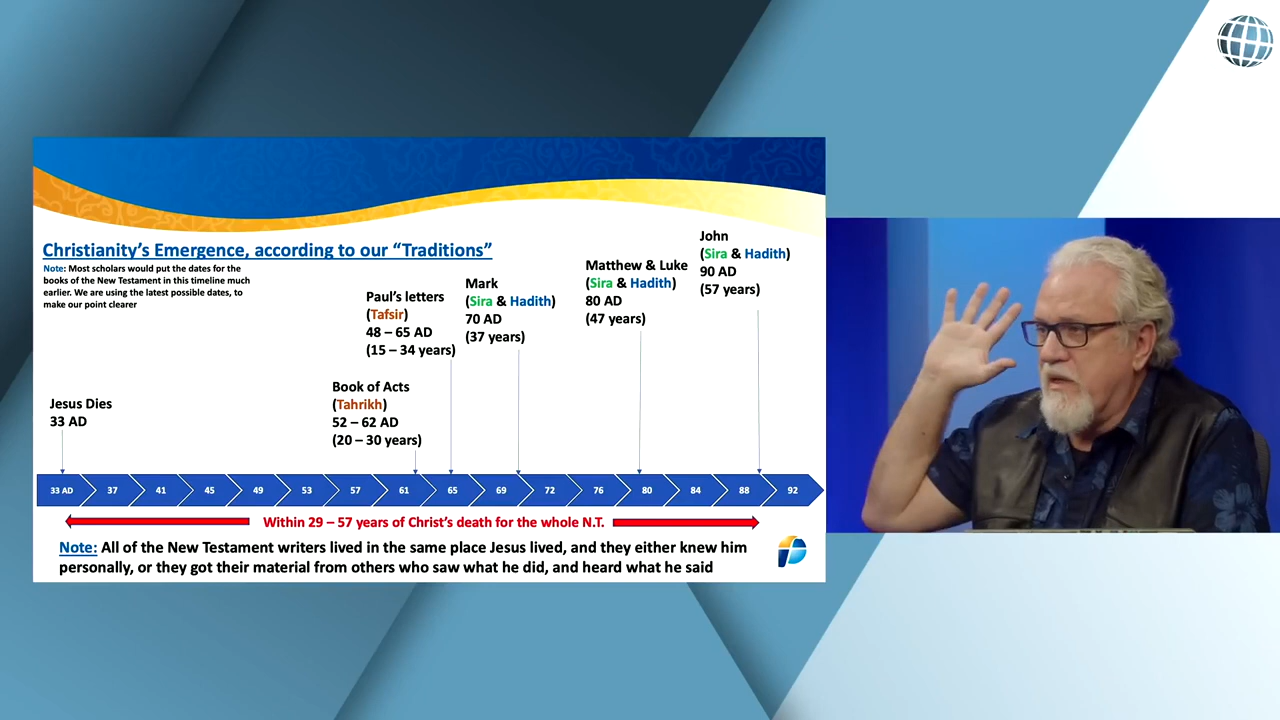 Christianity's Emergence, according to our “Traditions”
Note: Most scholars would put the dates for the
books of the New Testament in this timeline much
earlier. We are using the latest possible dates, to
make our point clearer
Jesus Dies
33 AD
Book of Acts
(Tahrikh)
52 – 62 AD
(20 – 30 years)
Paul's letters
(Tafsir)
48 – 65 AD
(15 – 34 years)
Mark
(Sira & Hadith)
70 AD
(37 years)
Matthew & Luke
(Sira & Hadith)
80 AD
(47 years)
John
(Sira & Hadith)
90 AD
(57 years)
33 AD 37 41 45 49 53 57 61 65 69 72 76 80 84 88 92
Within 29 – 57 years of Christ's death for the whole N.T.
Note: All of the New Testament writers lived in the same place Jesus lived, and they either knew him
personally, or they got their material from others who saw what he did, and heard what he said